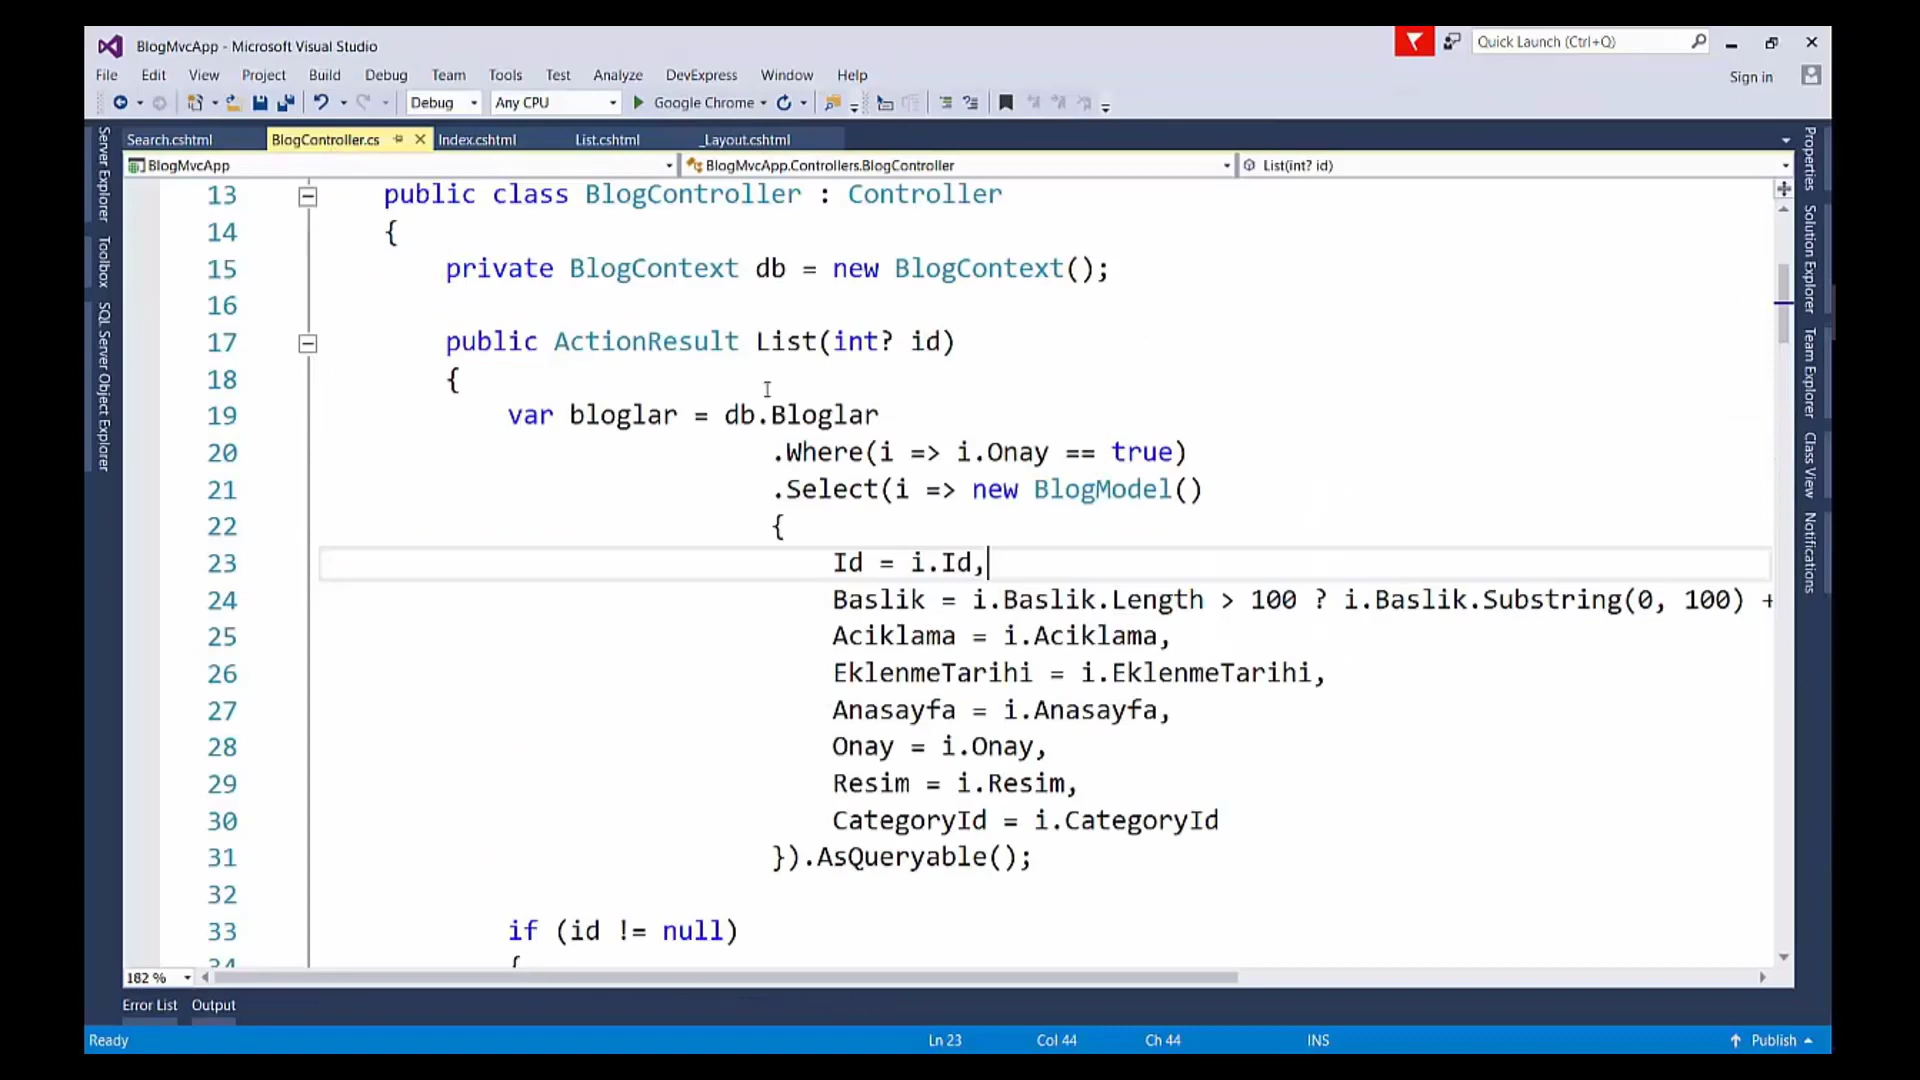 BlogMvcApp - Microsoft Visual Studio
Quick Launch (Ctrl+Q)
File Edit View Project Build Debug Team Tools Test Analyze DevExpress Window Help
Sign in
Debug Any CPU Google Chrome
Search.cshtml BlogController.cs Index.cshtml List.cshtml _Layout.cshtml
BlogMvcApp BlogMvcApp.Controllers.BlogController List(int? id)
Server Explorer
Toolbox
SQL Server Object Explorer
13 public class BlogController : Controller
14 {
15 private BlogContext db = new BlogContext();
16
17 public ActionResult List(int? id)
18 {
19 var bloglar = db.Bloglar
20 .Where(i => i.Onay == true)
21 .Select(i => new BlogModel()
22 {
23 Id = i.Id,
24 Baslik = i.Baslik.Length > 100 ? i.Baslik.Substring(0, 100) +
25 Aciklama = i.Aciklama,
26 EklenmeTarihi = i.EklenmeTarihi,
27 Anasayfa = i.Anasayfa,
28 Onay = i.Onay,
29 Resim = i.Resim,
30 CategoryId = i.CategoryId
31 }).AsQueryable();
32
33 if (id != null)
34 {
Properties
Solution Explorer
Team Explorer
Class View
Notifications
182 %
Error List Output
Ready Ln 23 Col 44 Ch 44 INS Publish